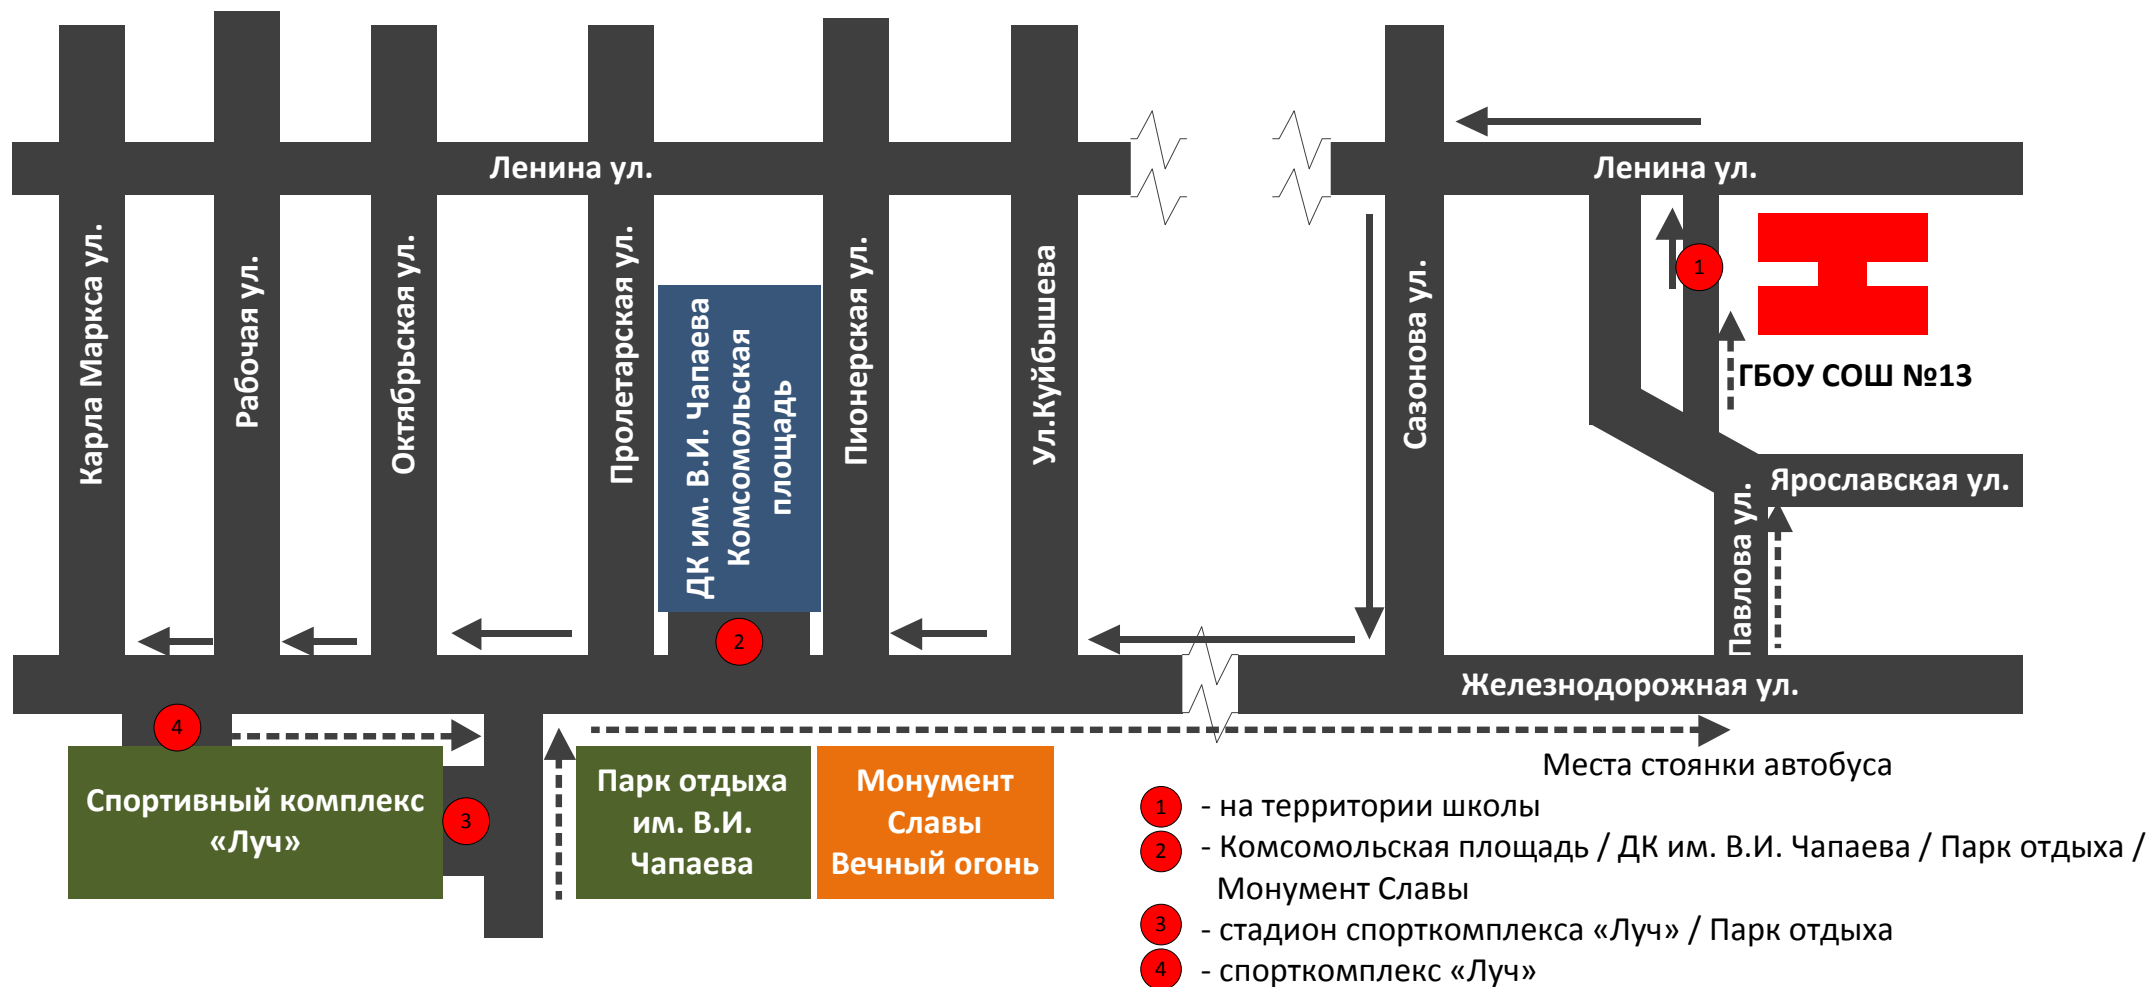 Ленина ул.
Ленина ул.
Карла Маркса ул.
Рабочая ул.
Октябрьская ул.
Пролетарская ул.
ДК им. В.И. Чапаева
Комсомольская
площадь
Пионерская ул.
Ул.Куйбышева
Сазонова ул.
1
ГБОУ СОШ №13
Ярославская ул.
Павлова ул.
2
Железнодорожная ул.
4
Спортивный комплекс
«Луч»
3
Парк отдыха
им. В.И.
Чапаева
Монумент
Славы
Вечный огонь
Места стоянки автобуса
1 - на территории школы
2 - Комсомольская площадь / ДК им. В.И. Чапаева / Парк отдыха /
Монумент Славы
3 - стадион спорткомплекса «Луч» / Парк отдыха
4 - спорткомплекс «Луч»